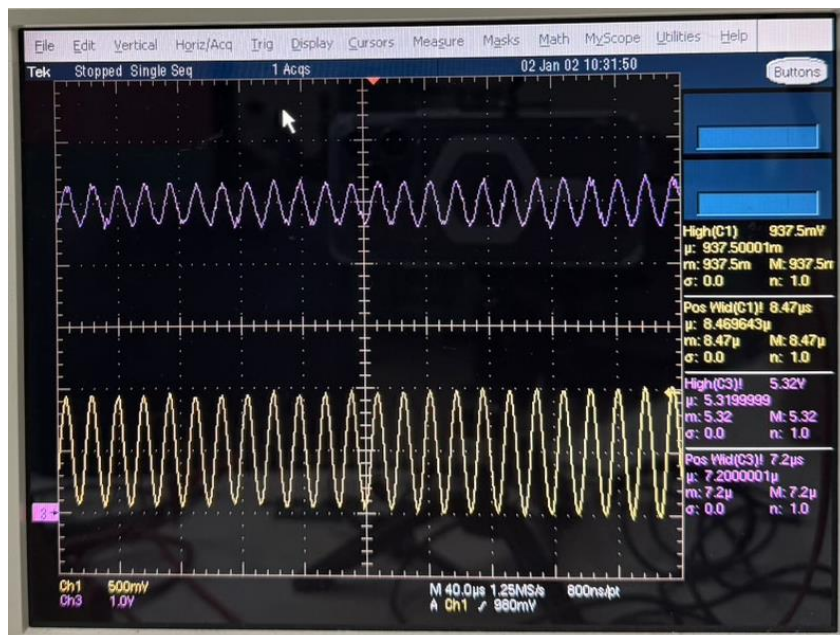 File Edit Vertical Horiz/Acq Trig Display Cursors Measure Masks Math MyScope Utilities Help
Tek Stopped Single Seq 1 Acqs 02 Jan 02 10:31:50
Buttons
High(C1) 937.5mV
µ: 937.50001m
m: 937.5m M: 937.5m
σ: 0.0 n: 1.0
Pos Wid(C1)! 8.47µs
µ: 8.469643µ
m: 8.47µ M: 8.47µ
σ: 0.0 n: 1.0
High(C3)! 5.32V
µ: 5.3199999
m: 5.32 M: 5.32
σ: 0.0 n: 1.0
Pos Wid(C3)! 7.2µs
µ: 7.2000001µ
m: 7.2µ M: 7.2µ
σ: 0.0 n: 1.0
3
Ch1 500mV M 40.0µs 1.25MS/s 800ns/pt
Ch3 1.0V A Ch1 980mV